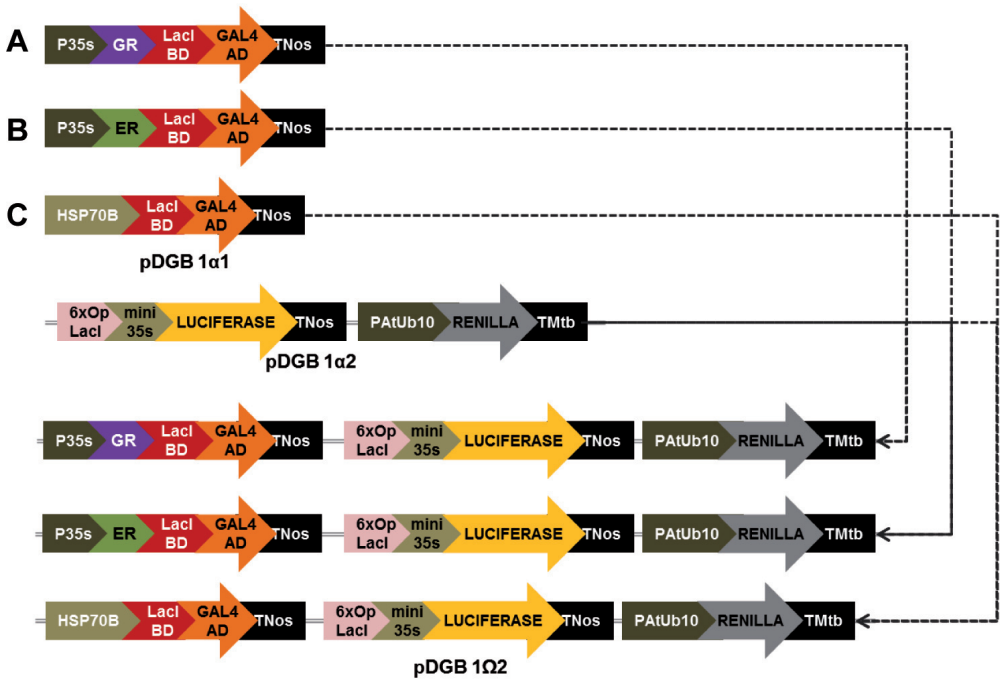 A
P35s GR LacI BD GAL4 AD TNos
B
P35s ER LacI BD GAL4 AD TNos
C
HSP70B LacI BD GAL4 AD TNos
pDGB 1α1
6xOp LacI mini 35s LUCIFERASE TNos PAtUb10 RENILLA TMtb
pDGB 1α2
P35s GR LacI BD GAL4 AD TNos 6xOp LacI mini 35s LUCIFERASE TNos PAtUb10 RENILLA TMtb
P35s ER LacI BD GAL4 AD TNos 6xOp LacI mini 35s LUCIFERASE TNos PAtUb10 RENILLA TMtb
HSP70B LacI BD GAL4 AD TNos 6xOp LacI mini 35s LUCIFERASE TNos PAtUb10 RENILLA TMtb
pDGB 1Ω2